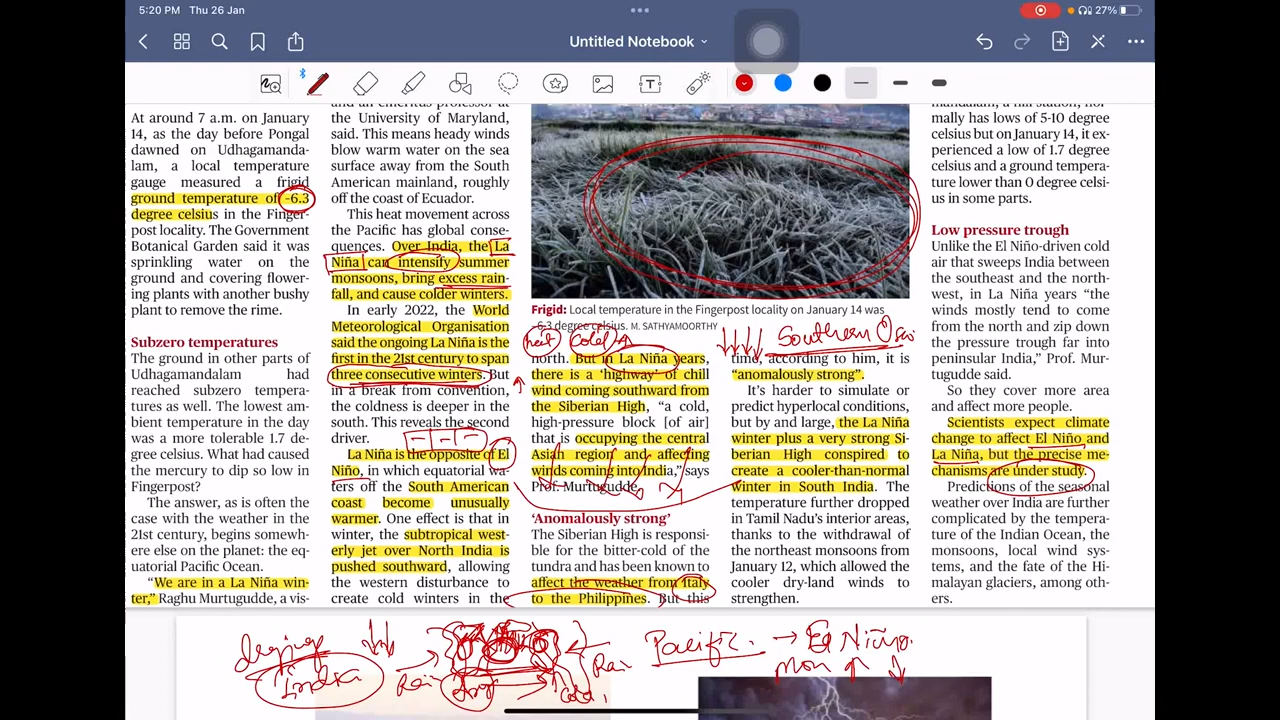 5:20 PM Thu 26 Jan
27%
Untitled Notebook
At around 7 a.m. on January
14, as the day before Pongal
dawned on Udhagamanda-
lam, a local temperature
gauge measured a frigid
ground temperature of -6.3
degree celsius in the Finger-
post locality. The Government
Botanical Garden said it was
sprinkling water on the
ground and covering flower-
ing plants with another bushy
plant to remove the rime.
Subzero temperatures
The ground in other parts of
Udhagamandalam had
reached subzero tempera-
tures as well. The lowest am-
bient temperature in the day
was a more tolerable 1.7 de-
gree celsius. What had caused
the mercury to dip so low in
Fingerpost?
The answer, as is often the
case with the weather in the
21st century, begins somewh-
ere else on the planet: the eq-
uatorial Pacific Ocean.
“We are in a La Niña win-
ter,” Raghu Murtugudde, a vis-
and an emeritus professor at
the University of Maryland,
said. This means heady winds
blow warm water on the sea
surface away from the South
American mainland, roughly
off the coast of Ecuador.
This heat movement across
the Pacific has global conse-
quences. Over India, the La
Niña can intensify summer
monsoons, bring excess rain-
fall, and cause colder winters.
In early 2022, the World
Meteorological Organisation
said the ongoing La Niña is the
first in the 21st century to span
three consecutive winters. But
in a break from convention,
the coldness is deeper in the
south. This reveals the second
driver.
La Niña is the opposite of El
Niño, in which equatorial wa-
ters off the South American
coast become unusually
warmer. One effect is that in
winter, the subtropical west-
erly jet over North India is
pushed southward, allowing
the western disturbance to
create cold winters in the
Frigid: Local temperature in the Fingerpost locality on January 14 was
-6.3 degree celsius. M. SATHYAMOORTHY
heat Cold
north. But in La Niña years,
there is a ‘highway’ of chill
wind coming southward from
the Siberian High, “a cold,
high-pressure block [of air]
that is occupying the central
Asian region and affecting
winds coming into India,” says
Prof. Murtugudde.
‘Anomalously strong’
The Siberian High is responsi-
ble for the bitter-cold of the
tundra and has been known to
affect the weather from Italy
to the Philippines. But this
Southern
time, according to him, it is
“anomalously strong”.
It’s harder to simulate or
predict hyperlocal conditions,
but by and large, the La Niña
winter plus a very strong Si-
berian High conspired to
create a cooler-than-normal
winter in South India. The
temperature further dropped
in Tamil Nadu’s interior areas,
thanks to the withdrawal of
the northeast monsoons from
January 12, which allowed the
cooler dry-land winds to
strengthen.
mandalam, a hill station, nor-
mally has lows of 5-10 degree
celsius but on January 14, it ex-
perienced a low of 1.7 degree
celsius and a ground tempera-
ture lower than 0 degree celsi-
us in some parts.
Low pressure trough
Unlike the El Niño-driven cold
air that sweeps India between
the southeast and the north-
west, in La Niña years “the
winds mostly tend to come
from the north and zip down
the pressure trough far into
peninsular India,” Prof. Mur-
tugudde said.
So they cover more area
and affect more people.
Scientists expect climate
change to affect El Niño and
La Niña, but the precise me-
chanisms are under study.
Predictions of the seasonal
weather over India are further
complicated by the tempera-
ture of the Indian Ocean, the
monsoons, local wind sys-
tems, and the fate of the Hi-
malayan glaciers, among oth-
ers.
Pacific → El Niño
India
Cold